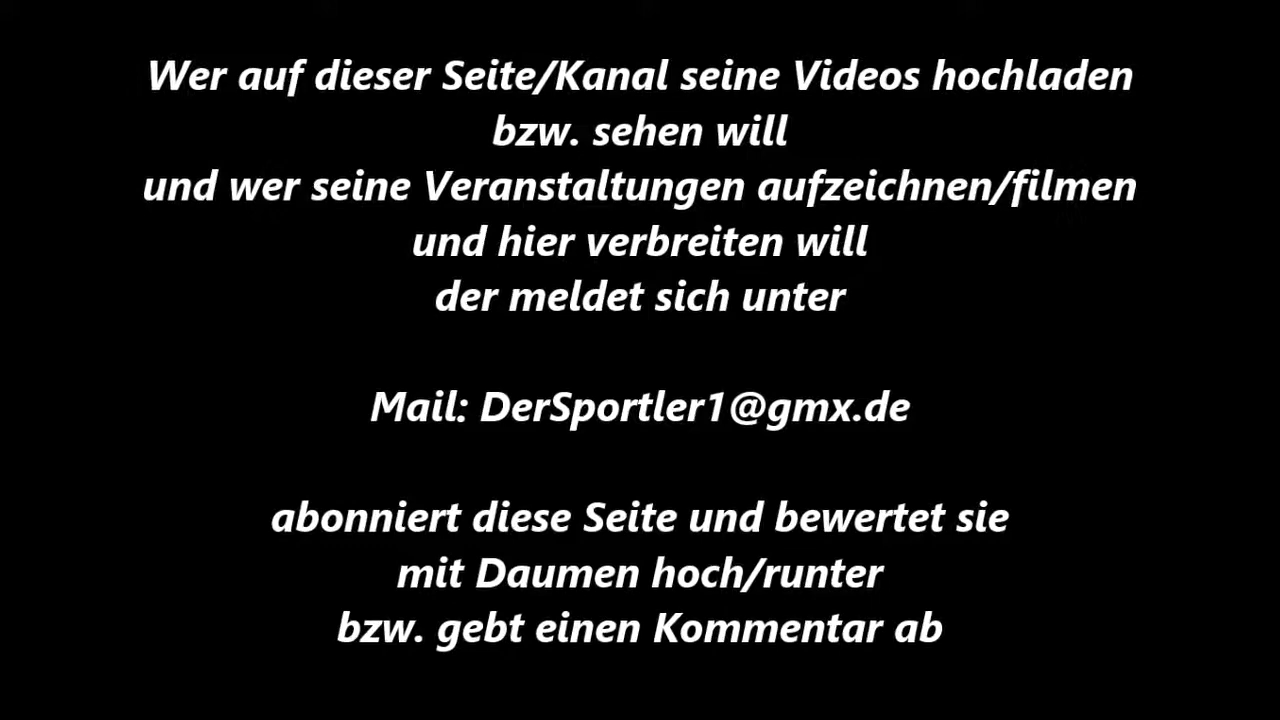 Wer auf dieser Seite/Kanal seine Videos hochladen
bzw. sehen will
und wer seine Veranstaltungen aufzeichnen/filmen
und hier verbreiten will
der meldet sich unter
Mail: DerSportler1@gmx.de
abonniert diese Seite und bewertet sie
mit Daumen hoch/runter
bzw. gebt einen Kommentar ab